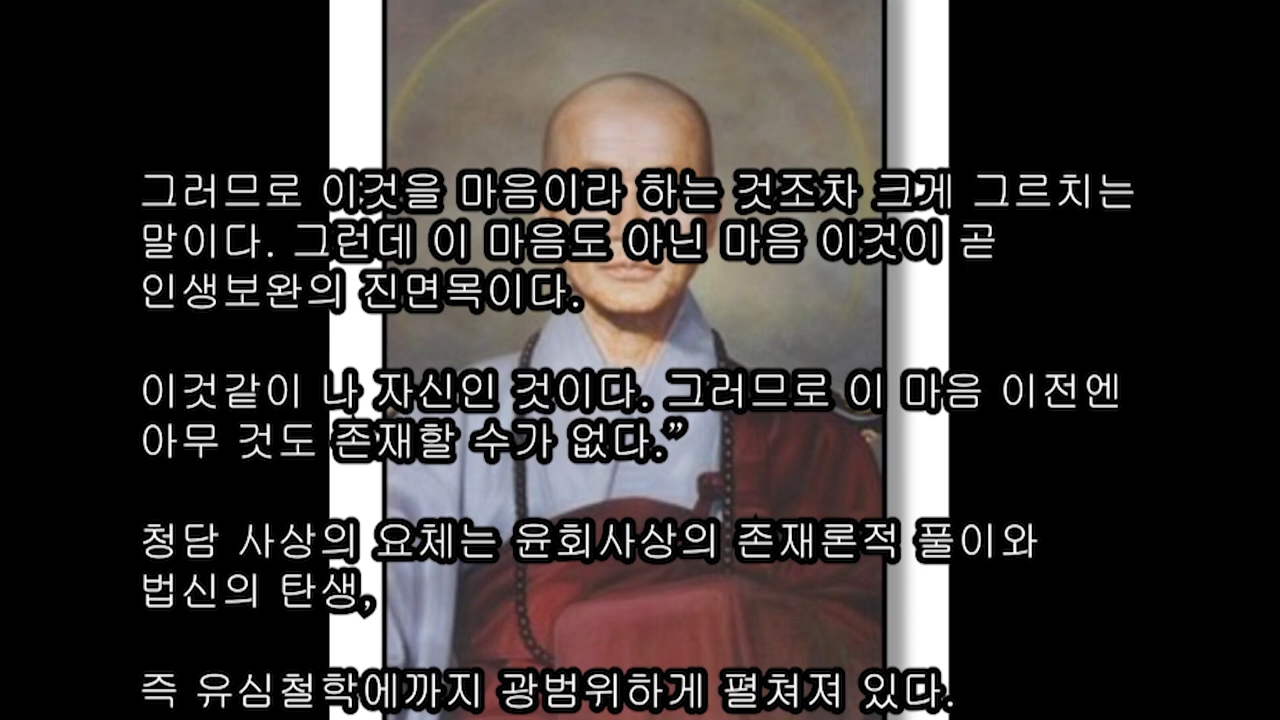 그러므로 이것을 마음이라 하는 것조차 크게 그르치는
말이다. 그런데 이 마음도 아닌 마음 이것이 곧
인생보완의 진면목이다.
이것같이 나 자신인 것이다. 그러므로 이 마음 이전엔
아무 것도 존재할 수가 없다.”
청담 사상의 요체는 윤회사상의 존재론적 풀이와
법신의 탄생,
즉 유심철학에까지 광범위하게 펼쳐져 있다.